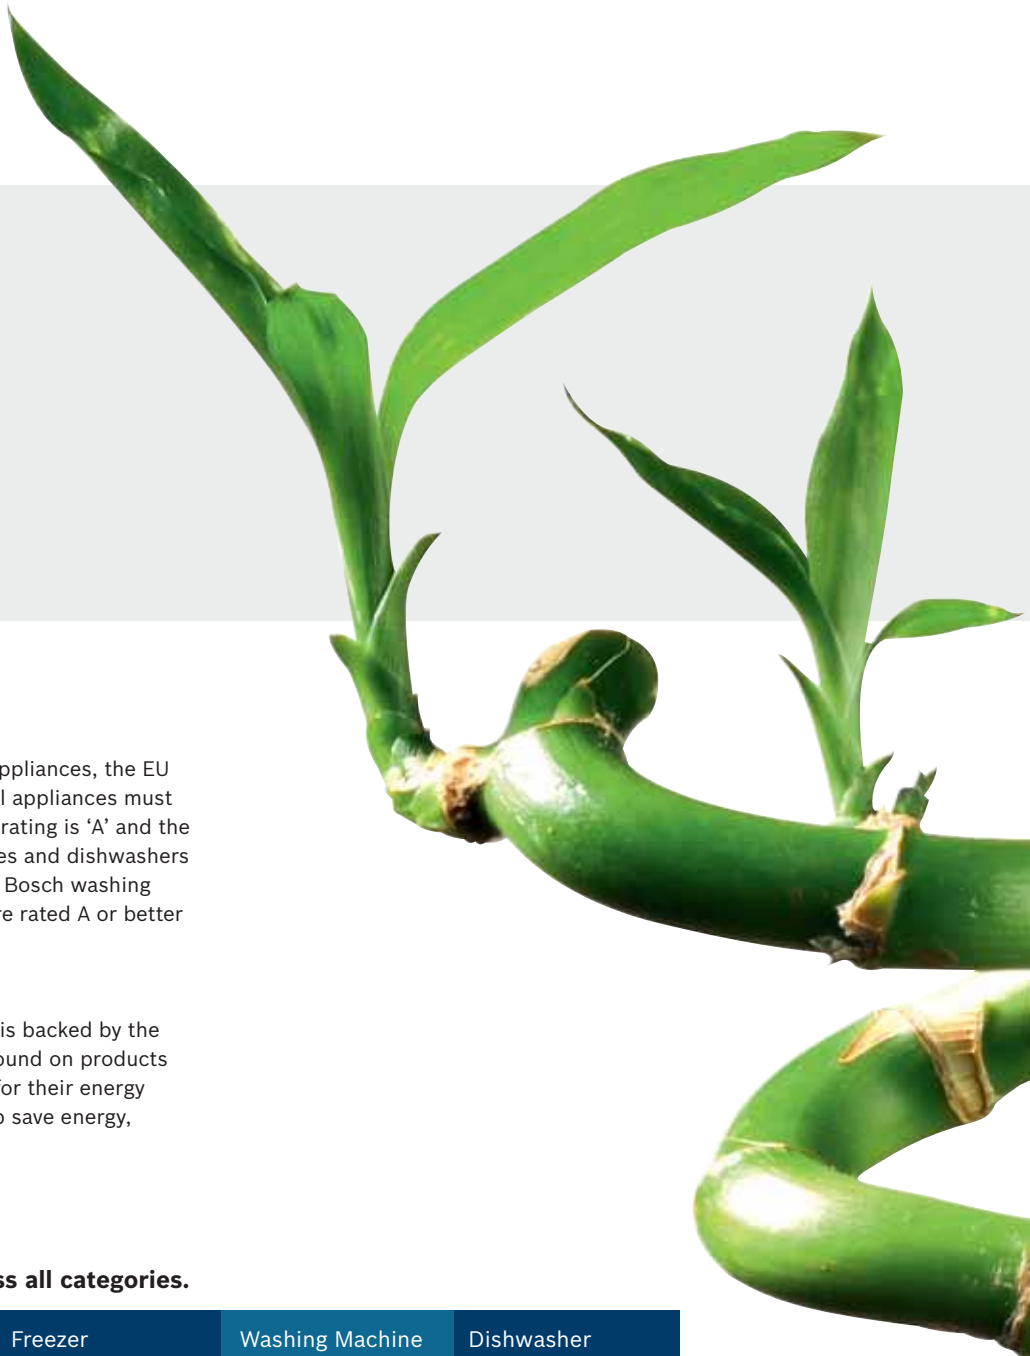 ppliances, the EU
l appliances must
rating is ‘A’ and the
es and dishwashers
Bosch washing
re rated A or better
is backed by the
ound on products
for their energy
o save energy,
ss all categories.
Freezer Washing Machine Dishwasher